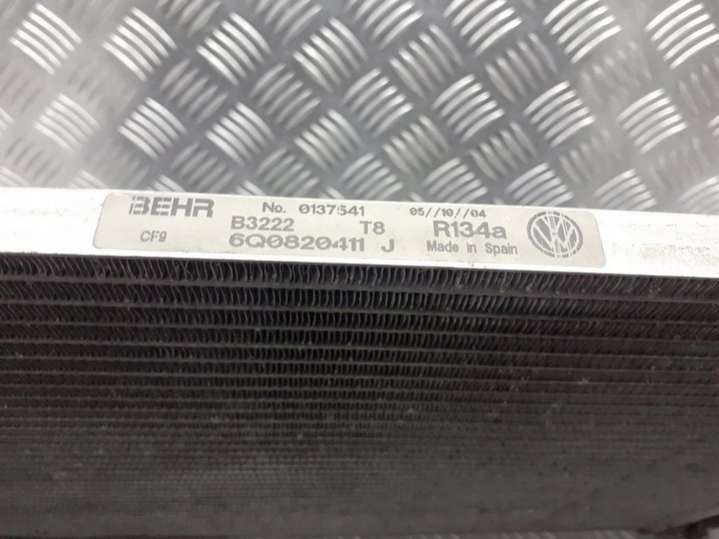 BEHR No. 0137541 05//10//04
B3222 T8 R134a
CF9 6Q0820411 J Made in Spain